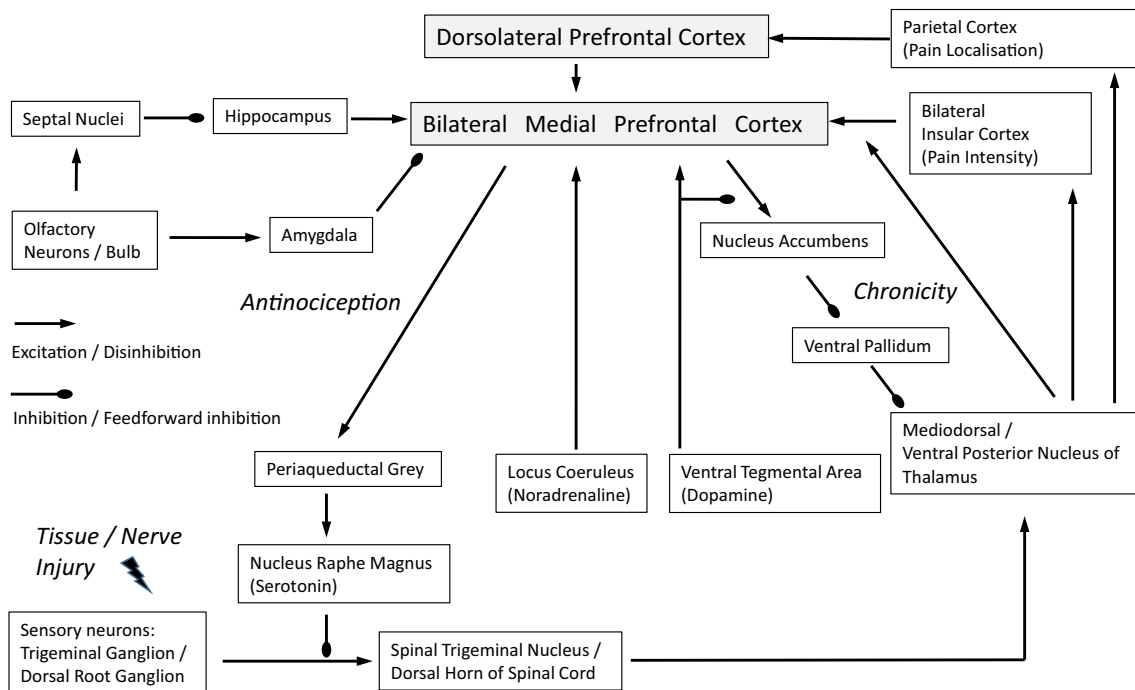 Dorsolateral Prefrontal Cortex
Parietal Cortex
(Pain Localisation)
Septal Nuclei
Hippocampus
Bilateral Medial Prefrontal Cortex
Bilateral
Insular Cortex
(Pain Intensity)
Olfactory
Neurons / Bulb
Amygdala
Nucleus Accumbens
Antinociception
Chronicity
Excitation / Disinhibition
Ventral Pallidum
Inhibition / Feedforward inhibition
Mediodorsal /
Ventral Posterior Nucleus of
Thalamus
Periaqueductal Grey
Locus Coeruleus
(Noradrenaline)
Ventral Tegmental Area
(Dopamine)
Tissue / Nerve
Injury
Nucleus Raphe Magnus
(Serotonin)
Sensory neurons:
Trigeminal Ganglion /
Dorsal Root Ganglion
Spinal Trigeminal Nucleus /
Dorsal Horn of Spinal Cord